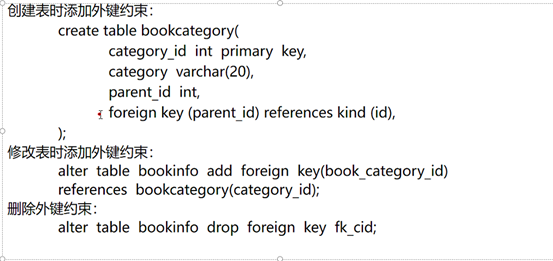 创建表时添加外键约束：
create table bookcategory(
category_id int primary key,
category varchar(20),
parent_id int,
foreign key (parent_id) references kind (id),
);
修改表时添加外键约束：
alter table bookinfo add foreign key(book_category_id)
references bookcategory(category_id);
删除外键约束：
alter table bookinfo drop foreign key fk_cid;